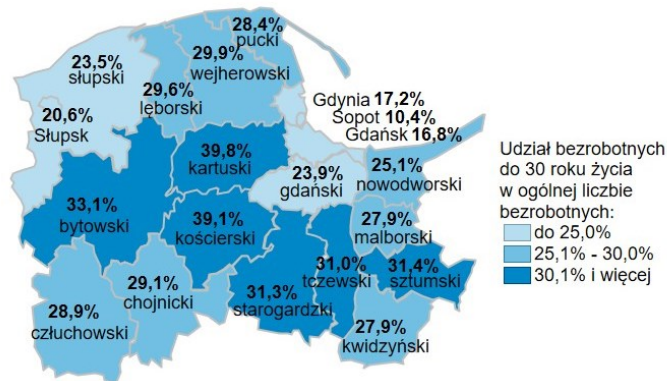 28,4%
pucki
29,9%
wejherowski
23,5%
słupski
29,6%
lęborski
20,6%
Słupsk
Gdynia 17,2%
Sopot 10,4%
Gdańsk 16,8%
39,8%
kartuski
23,9%
gdański
25,1%
nowodworski
33,1%
bytowski
39,1%
kościerski
27,9%
malborski
31,0%
tczewski
31,4%
sztumski
31,3%
starogardzki
29,1%
chojnicki
28,9%
człuchowski
27,9%
kwidzyński
Udział bezrobotnych
do 30 roku życia
w ogólnej liczbie
bezrobotnych:
do 25,0%
25,1% - 30,0%
30,1% i więcej